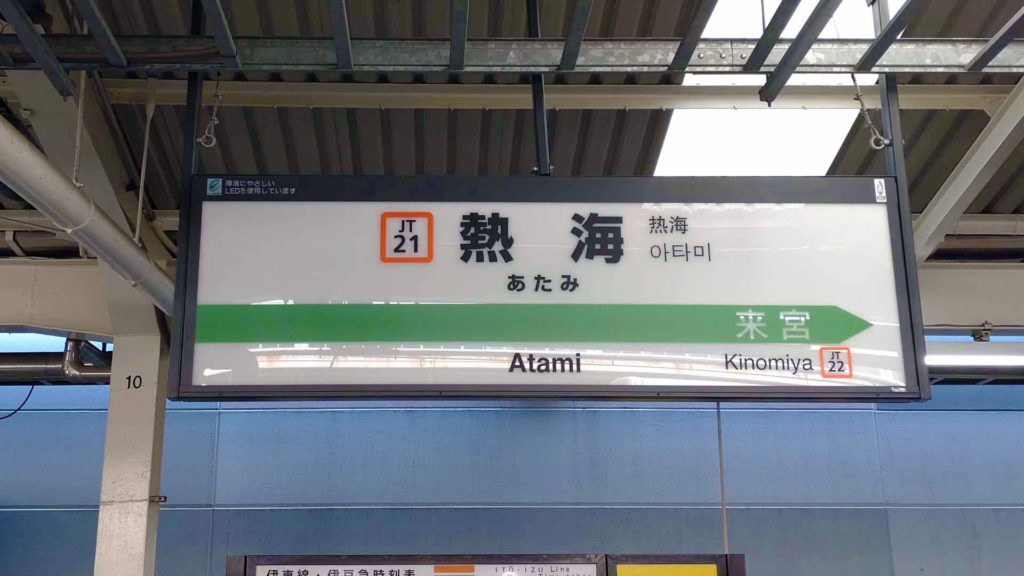 環境にやさしい
LEDを使用しています
JT
21
熱海
热海
아타미
あたみ
来宮
Atami
Kinomiya
JT
22
10
伊東線・伊豆急時刻表
ITO・IZU Line